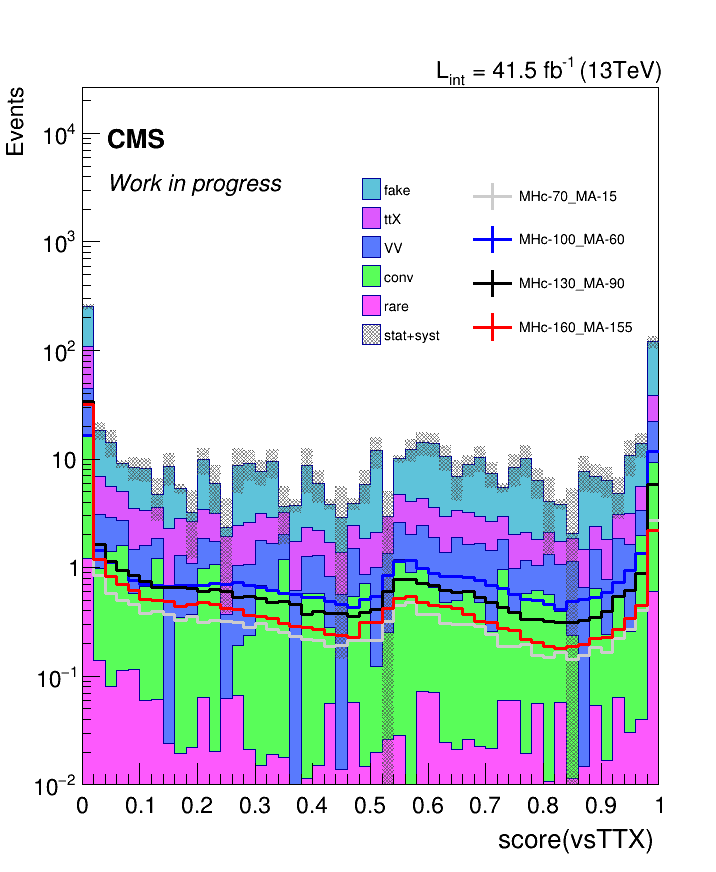 L_int = 41.5 fb^-1 (13TeV)
Events
CMS
Work in progress
fake
ttX
VV
conv
rare
stat+syst
MHc-70_MA-15
MHc-100_MA-60
MHc-130_MA-90
MHc-160_MA-155
10^4
10^3
10^2
10
1
10^−1
10^−2
0 0.1 0.2 0.3 0.4 0.5 0.6 0.7 0.8 0.9 1
score(vsTTX)